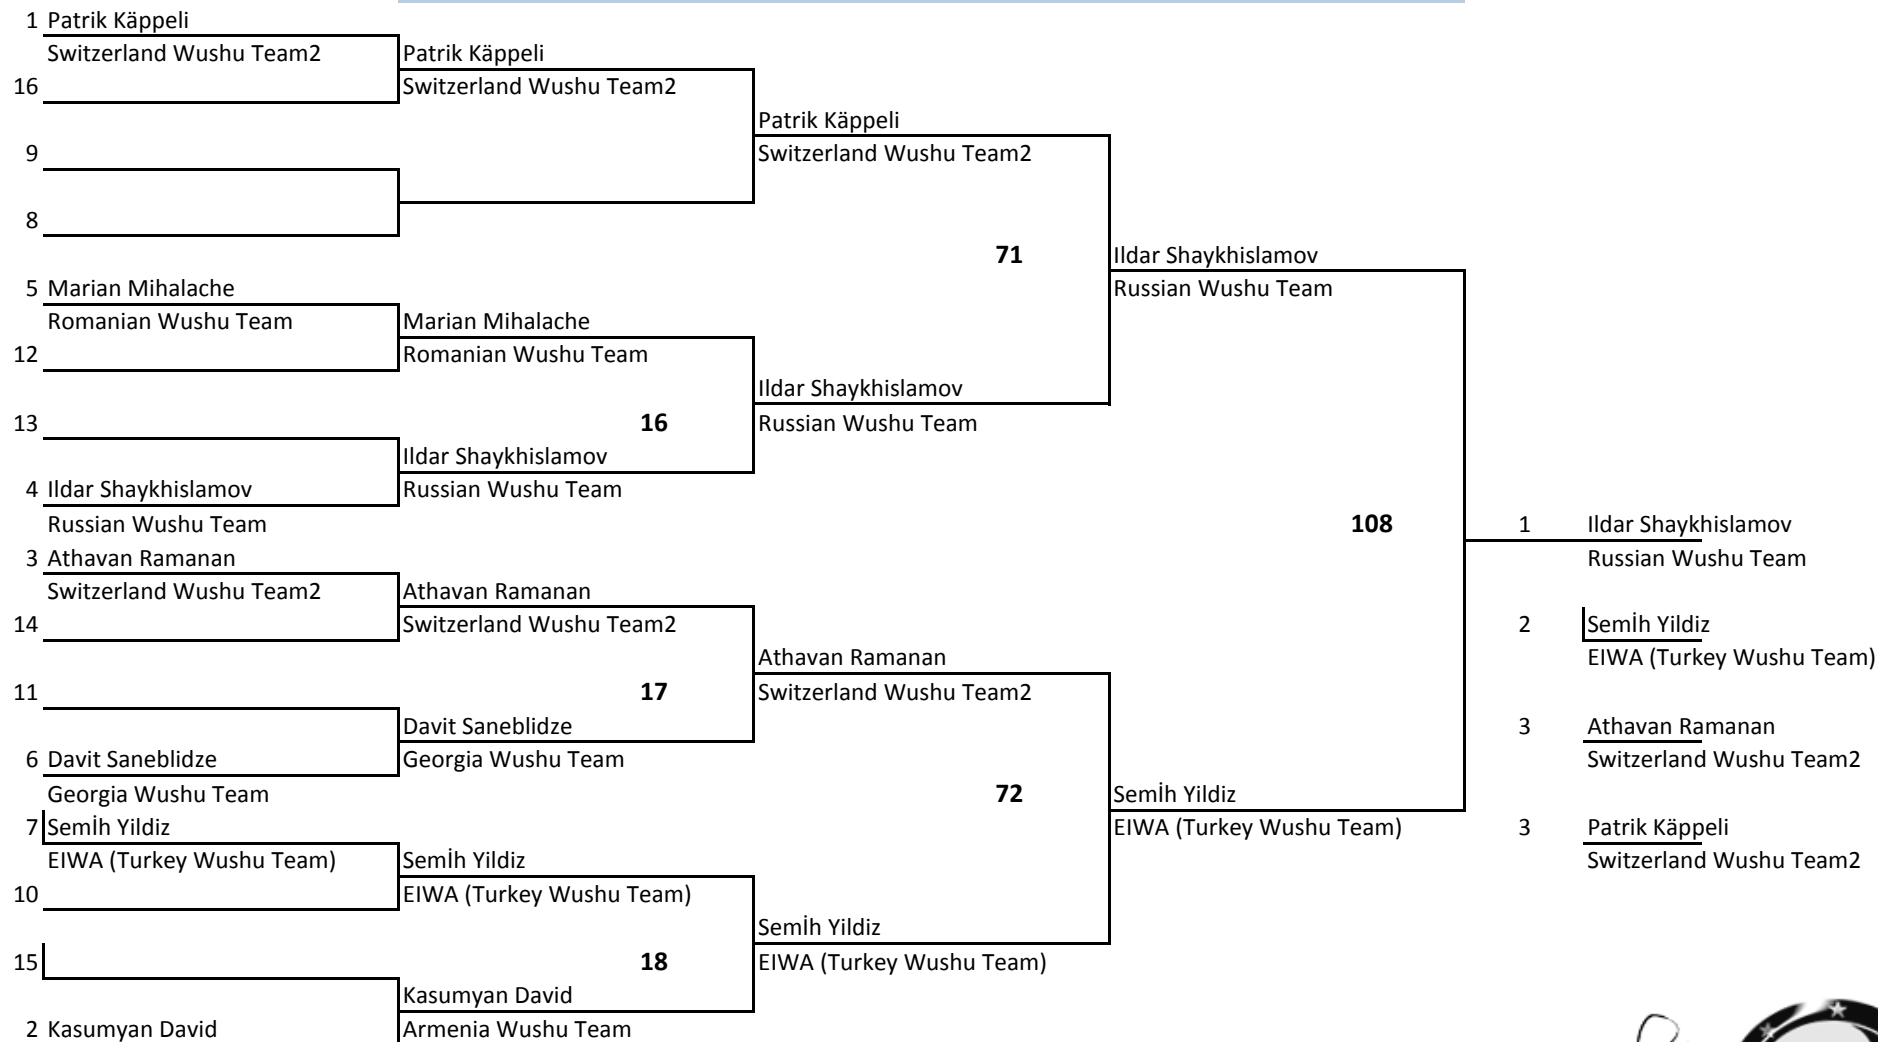 1 Patrik Käppeli
Switzerland Wushu Team2 Patrik Käppeli
16 Switzerland Wushu Team2
Patrik Käppeli
9 Switzerland Wushu Team2
8
71 Ildar Shaykhislamov
5 Marian Mihalache Russian Wushu Team
Romanian Wushu Team Marian Mihalache
12 Romanian Wushu Team
Ildar Shaykhislamov
13 16 Russian Wushu Team
Ildar Shaykhislamov
4 Ildar Shaykhislamov Russian Wushu Team
Russian Wushu Team 108 1 Ildar Shaykhislamov
3 Athavan Ramanan Russian Wushu Team
Switzerland Wushu Team2 Athavan Ramanan
14 Switzerland Wushu Team2 2 Semİh Yildiz
Athavan Ramanan EIWA (Turkey Wushu Team)
11 17 Switzerland Wushu Team2
Davit Saneblidze 3 Athavan Ramanan
6 Davit Saneblidze Georgia Wushu Team Switzerland Wushu Team2
Georgia Wushu Team 72 Semİh Yildiz
7 Semİh Yildiz EIWA (Turkey Wushu Team) 3 Patrik Käppeli
EIWA (Turkey Wushu Team) Semİh Yildiz Switzerland Wushu Team2
10 EIWA (Turkey Wushu Team)
Semİh Yildiz
15 18 EIWA (Turkey Wushu Team)
Kasumyan David
2 Kasumyan David Armenia Wushu Team